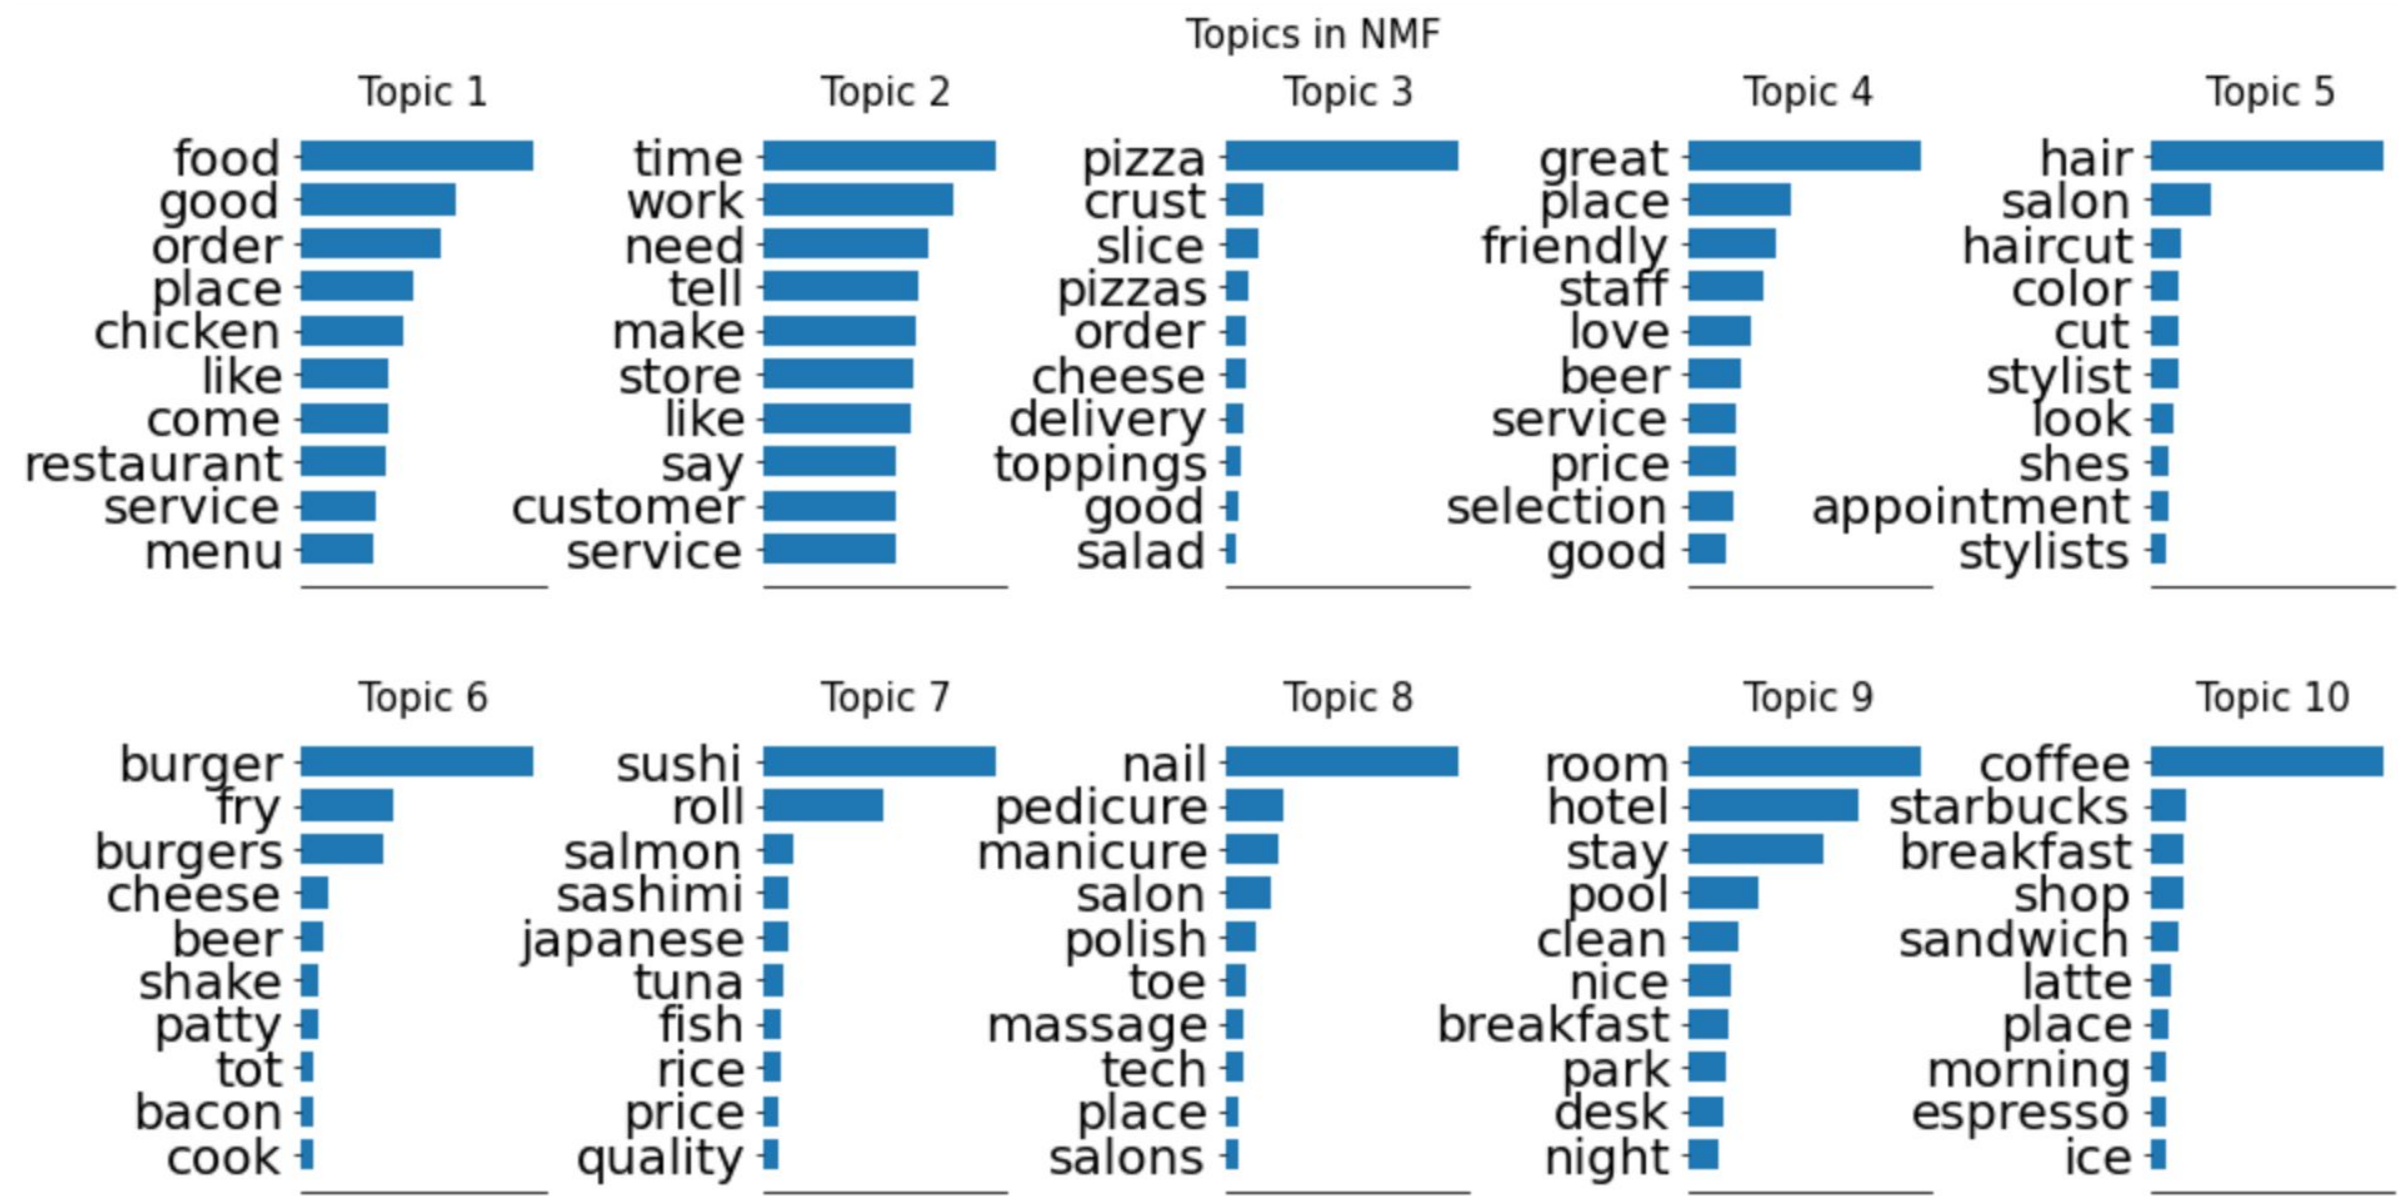 Topics in NMF
Topic 1
food
good
order
place
chicken
like
come
restaurant
service
menu
Topic 2
time
work
need
tell
make
store
like
say
customer
service
Topic 3
pizza
crust
slice
pizzas
order
cheese
delivery
toppings
good
salad
Topic 4
great
place
friendly
staff
love
beer
service
price
selection
good
Topic 5
hair
salon
haircut
color
cut
stylist
look
shes
appointment
stylists
Topic 6
burger
fry
burgers
cheese
beer
shake
patty
tot
bacon
cook
Topic 7
sushi
roll
salmon
sashimi
japanese
tuna
fish
rice
price
quality
Topic 8
nail
pedicure
manicure
salon
polish
toe
massage
tech
place
salons
Topic 9
room
hotel
stay
pool
clean
nice
breakfast
park
desk
night
Topic 10
coffee
starbucks
breakfast
shop
sandwich
latte
place
morning
espresso
ice